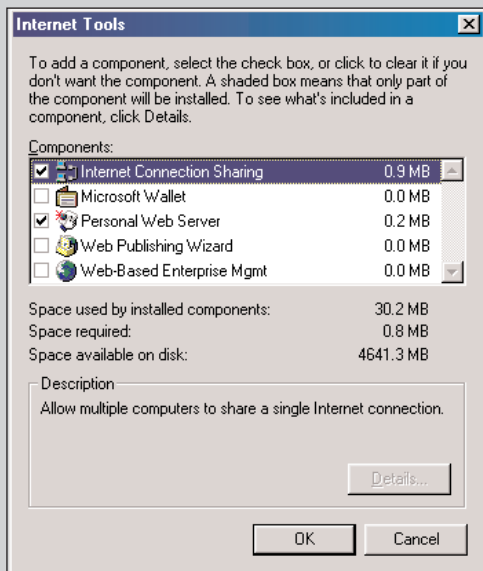 Internet Tools
To add a component, select the check box, or click to clear it if you
don't want the component. A shaded box means that only part of
the component will be installed. To see what's included in a
component, click Details.
Components:
Internet Connection Sharing 0.9 MB
Microsoft Wallet 0.0 MB
Personal Web Server 0.2 MB
Web Publishing Wizard 0.0 MB
Web-Based Enterprise Mgmt 0.0 MB
Space used by installed components: 30.2 MB
Space required: 0.8 MB
Space available on disk: 4641.3 MB
Description
Allow multiple computers to share a single Internet connection.
Details...
OK Cancel